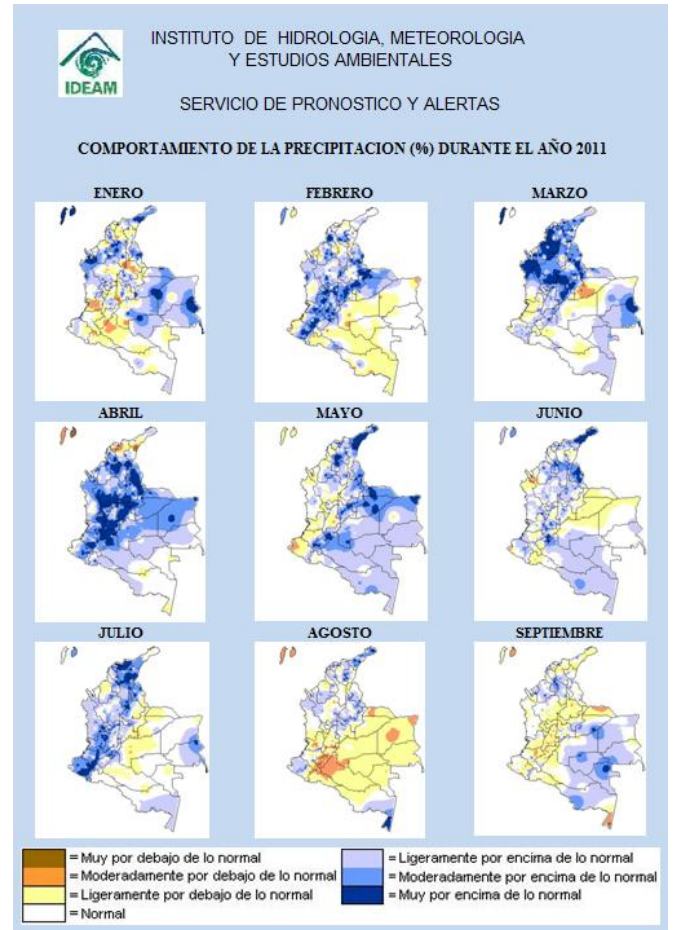 INSTITUTO DE HIDROLOGIA, METEOROLOGIA
Y ESTUDIOS AMBIENTALES
IDEAM
SERVICIO DE PRONOSTICO Y ALERTAS
COMPORTAMIENTO DE LA PRECIPITACION (%) DURANTE EL AÑO 2011
ENERO
FEBRERO
MARZO
ABRIL
MAYO
JUNIO
JULIO
AGOSTO
SEPTIEMBRE
= Muy por debajo de lo normal
= Moderadamente por debajo de lo normal
= Ligeramente por debajo de lo normal
= Normal
= Ligeramente por encima de lo normal
= Moderadamente por encima de lo normal
= Muy por encima de lo normal